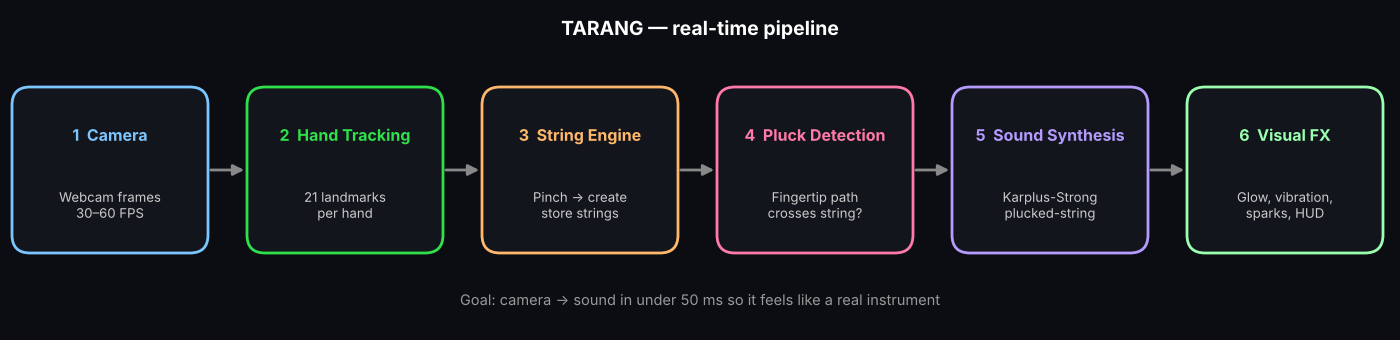 TARANG — real-time pipeline
1 Camera
Webcam frames
30–60 FPS
2 Hand Tracking
21 landmarks
per hand
3 String Engine
Pinch → create
store strings
4 Pluck Detection
Fingertip path
crosses string?
5 Sound Synthesis
Karplus-Strong
plucked-string
6 Visual FX
Glow, vibration,
sparks, HUD
Goal: camera → sound in under 50 ms so it feels like a real instrument